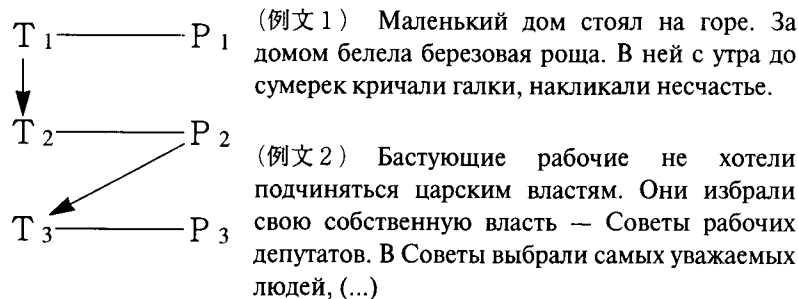 T 1 P 1
T 2 P 2
T 3 P 3
(例文1) Маленький дом стоял на горе. За
домом белела березовая роща. В ней с утра до
сумерек кричали галки, накликали несчастье.
(例文2) Бастующие рабочие не хотели
подчиняться царским властям. Они избрали
свою собственную власть — Советы рабочих
депутатов. В Советы выбрали самых уважаемых
людей, (...)